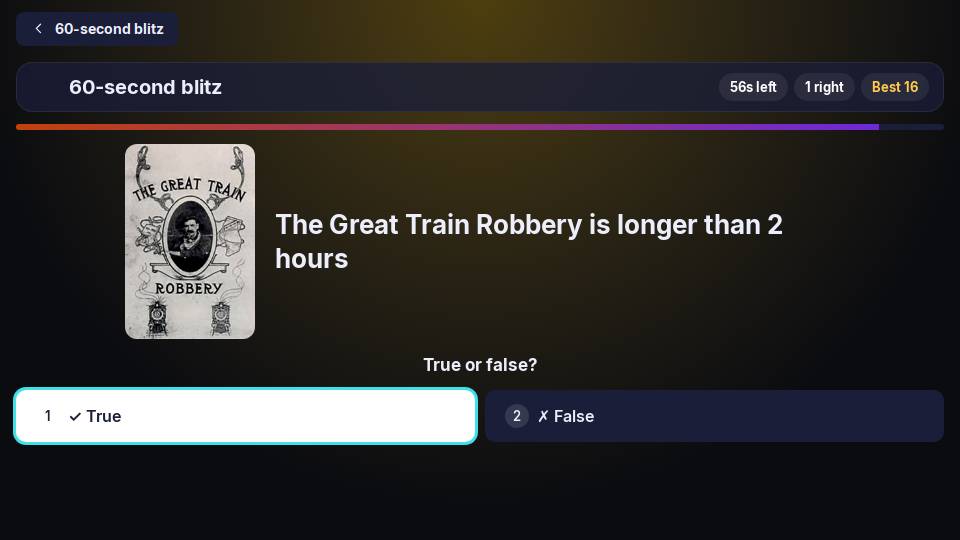 60-second blitz
60-second blitz
56s left
1 right
Best 16
THE GREAT TRAIN
ROBBERY
The Great Train Robbery is longer than 2
hours
True or false?
1 ✓ True
2 ✗ False